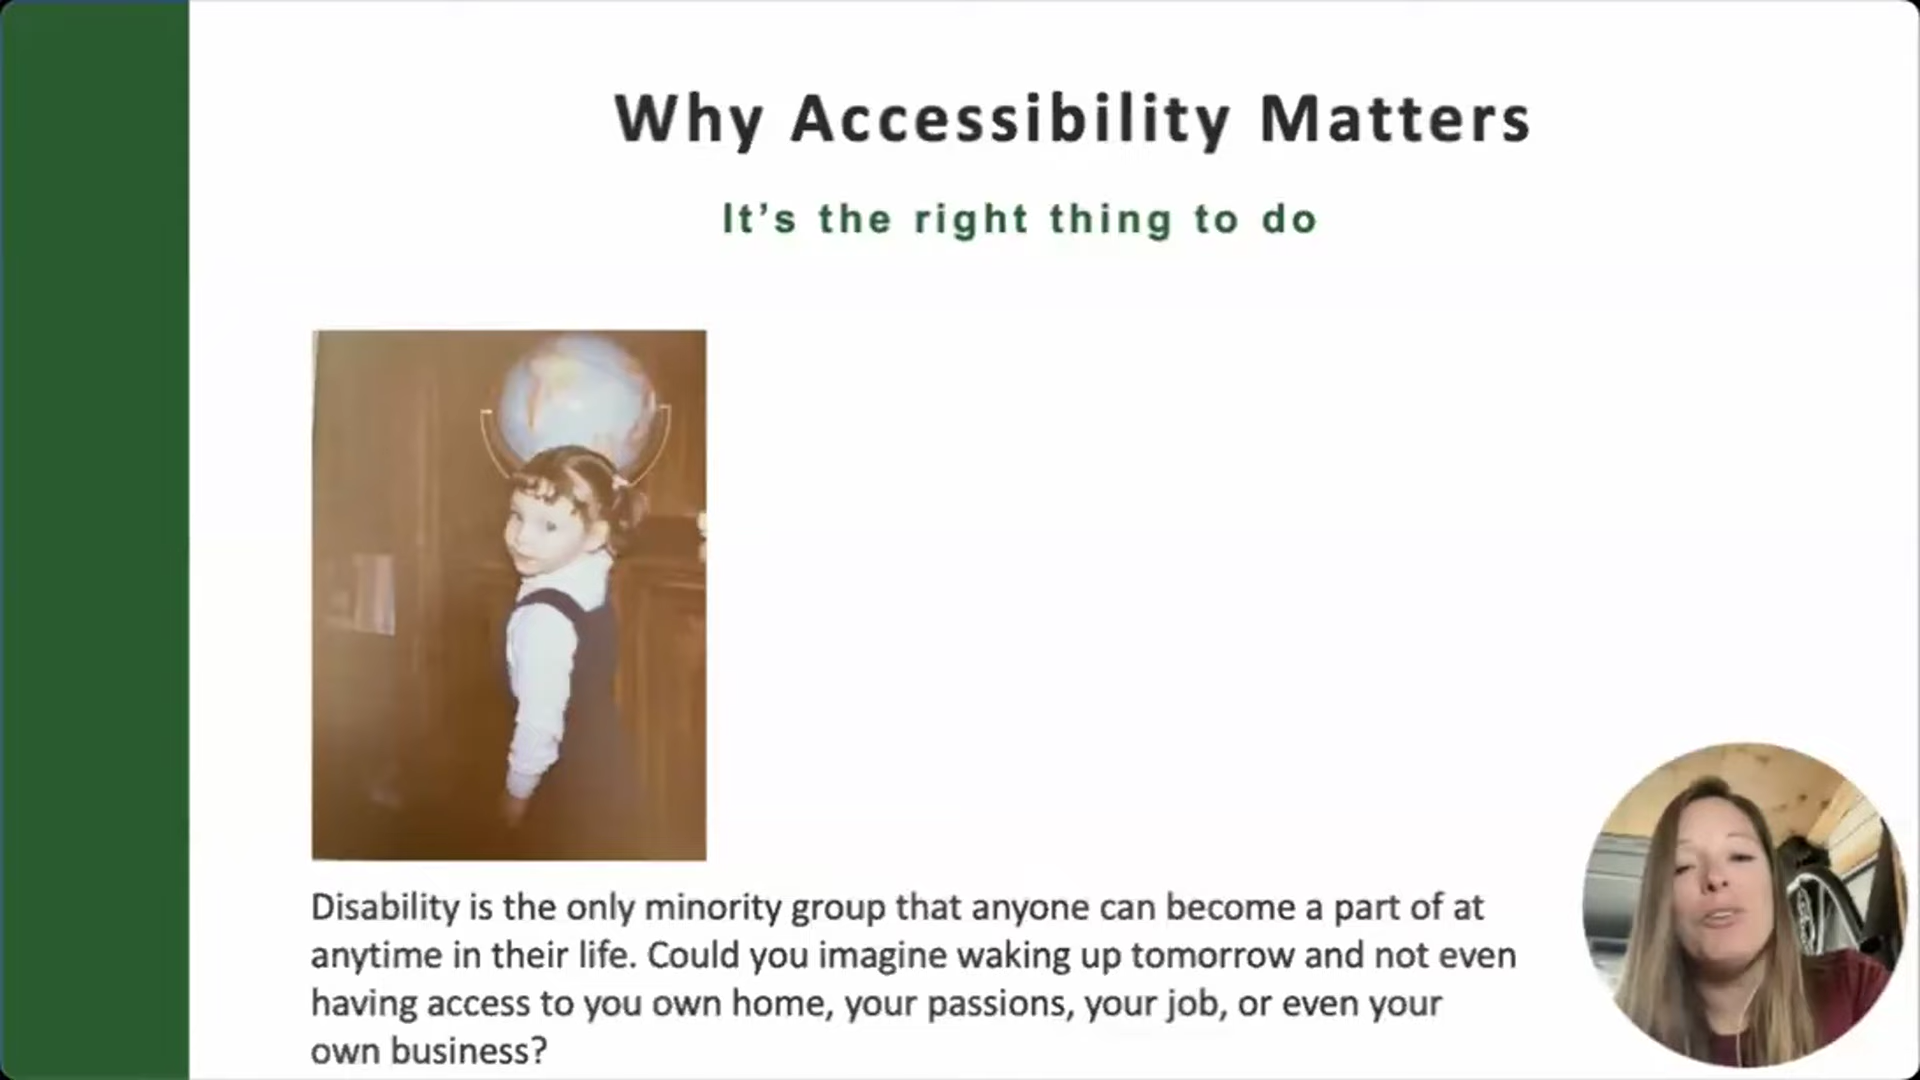 Why Accessibility Matters
It's the right thing to do
Disability is the only minority group that anyone can become a part of at
anytime in their life. Could you imagine waking up tomorrow and not even
having access to you own home, your passions, your job, or even your
own business?